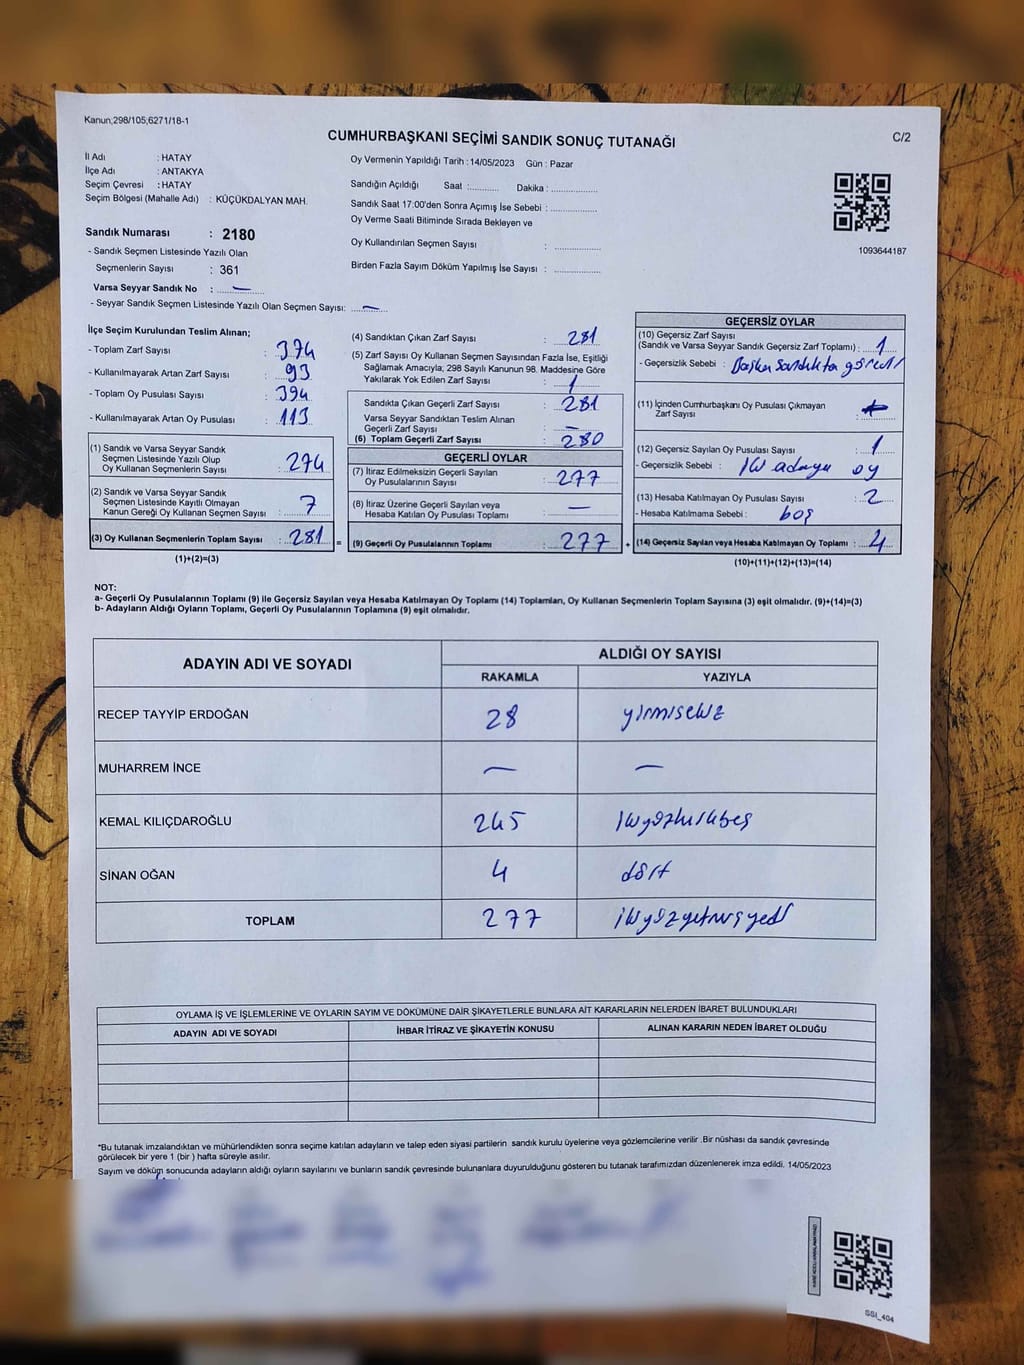 Kanun;298/105;6271/18-1
C/2
CUMHURBAŞKANI SEÇİMİ SANDIK SONUÇ TUTANAĞI
İl Adı : HATAY
İlçe Adı : ANTAKYA
Seçim Çevresi : HATAY
Seçim Bölgesi (Mahalle Adı) : KÜÇÜKDALYAN MAH.
Sandık Numarası : 2180
- Sandık Seçmen Listesinde Yazılı Olan
Seçmenlerin Sayısı : 361
Varsa Seyyar Sandık No : —
- Seyyar Sandık Seçmen Listesinde Yazılı Olan Seçmen Sayısı: —
Oy Vermenin Yapıldığı Tarih : 14/05/2023 Gün : Pazar
Sandığın Açıldığı Saat :........... Dakika : ..................
Sandık Saat 17:00'den Sonra Açımış İse Sebebi : ..................
Oy Verme Saati Bitiminde Sırada Bekleyen ve
Oy Kullandırılan Seçmen Sayısı : ..................
Birden Fazla Sayım Döküm Yapılmış İse Sayısı : ..................
1093644187
İlçe Seçim Kurulundan Teslim Alınan;
- Toplam Zarf Sayısı : 374
- Kullanılmayarak Artan Zarf Sayısı : 93
- Toplam Oy Pusulası Sayısı : 394
- Kullanılmayarak Artan Oy Pusulası : 113
(1) Sandık ve Varsa Seyyar Sandık
Seçmen Listesinde Yazılı Olup
Oy Kullanan Seçmenlerin Sayısı : 274
(2) Sandık ve Varsa Seyyar Sandık
Seçmen Listesinde Kayıtlı Olmayan
Kanun Gereği Oy Kullanan Seçmen Sayısı : 7
(3) Oy Kullanan Seçmenlerin Toplam Sayısı : 281 =
(1)+(2)=(3)
(4) Sandıktan Çıkan Zarf Sayısı : 281
(5) Zarf Sayısı Oy Kullanan Seçmen Sayısından Fazla İse, Eşitliği
Sağlamak Amacıyla; 298 Sayılı Kanunun 98. Maddesine Göre
Yakılarak Yok Edilen Zarf Sayısı : 1
Sandıkta Çıkan Geçerli Zarf Sayısı : 281
Varsa Seyyar Sandıktan Teslim Alınan
Geçerli Zarf Sayısı : —
(6) Toplam Geçerli Zarf Sayısı : 280
GEÇERLİ OYLAR
(7) İtiraz Edilmeksizin Geçerli Sayılan
Oy Pusulalarının Sayısı : 277
(8) İtiraz Üzerine Geçerli Sayılan veya
Hesaba Katılan Oy Pusulası Toplamı : —
(9) Geçerli Oy Pusulalarının Toplamı : 277 +
GEÇERSİZ OYLAR
(10) Geçersiz Zarf Sayısı
(Sandık ve Varsa Seyyar Sandık Geçersiz Zarf Toplamı) : 1
- Geçersizlik Sebebi : Başka sandıkta
(11) İçinden Cumhurbaşkanı Oy Pusulası Çıkmayan
Zarf Sayısı :
(12) Geçersiz Sayılan Oy Pusulası Sayısı : 1
- Geçersizlik Sebebi : iki adaya oy
(13) Hesaba Katılmayan Oy Pusulası Sayısı : 2
- Hesaba Katılmama Sebebi : boş
(14) Geçersiz Sayılan veya Hesaba Katılmayan Oy Toplamı : 4
(10)+(11)+(12)+(13)=(14)
NOT:
a- Geçerli Oy Pusulalarının Toplamı (9) ile Geçersiz Sayılan veya Hesaba Katılmayan Oy Toplamı (14) Toplamları, Oy Kullanan Seçmenlerin Toplam Sayısına (3) eşit olmalıdır. (9)+(14)=(3)
b- Adayların Aldığı Oyların Toplamı, Geçerli Oy Pusulalarının Toplamına (9) eşit olmalıdır.
ADAYIN ADI VE SOYADI
ALDIĞI OY SAYISI
RAKAMLA YAZIYLA
RECEP TAYYİP ERDOĞAN 28 yirmisekiz
MUHARREM İNCE — —
KEMAL KILIÇDAROĞLU 245 ikiyüzkırkbeş
SİNAN OĞAN 4 dört
TOPLAM 277 ikiyüzyetmişyedi
OYLAMA İŞ VE İŞLEMLERİNE VE OYLARIN SAYIM VE DÖKÜMÜNE DAİR ŞİKAYETLERLE BUNLARA AİT KARARLARIN NELERDEN İBARET BULUNDUKLARI
ADAYIN ADI VE SOYADI İHBAR İTİRAZ VE ŞİKAYETİN KONUSU ALINAN KARARIN NEDEN İBARET OLDUĞU
*Bu tutanak imzalandıktan ve mühürlendikten sonra seçime katılan adayların ve talep eden siyasi partilerin sandık kurulu üyelerine veya gözlemcilerine verilir .Bir nüshası da sandık çevresinde
görülecek bir yere 1 (bir ) hafta süreyle asılır.
Sayım ve döküm sonucunda adayların aldığı oyların sayılarını ve bunların sandık çevresinde bulunanlara duyurulduğunu gösteren bu tutanak tarafımızdan düzenlenerek imza edildi. 14/05/2023
SSI_404